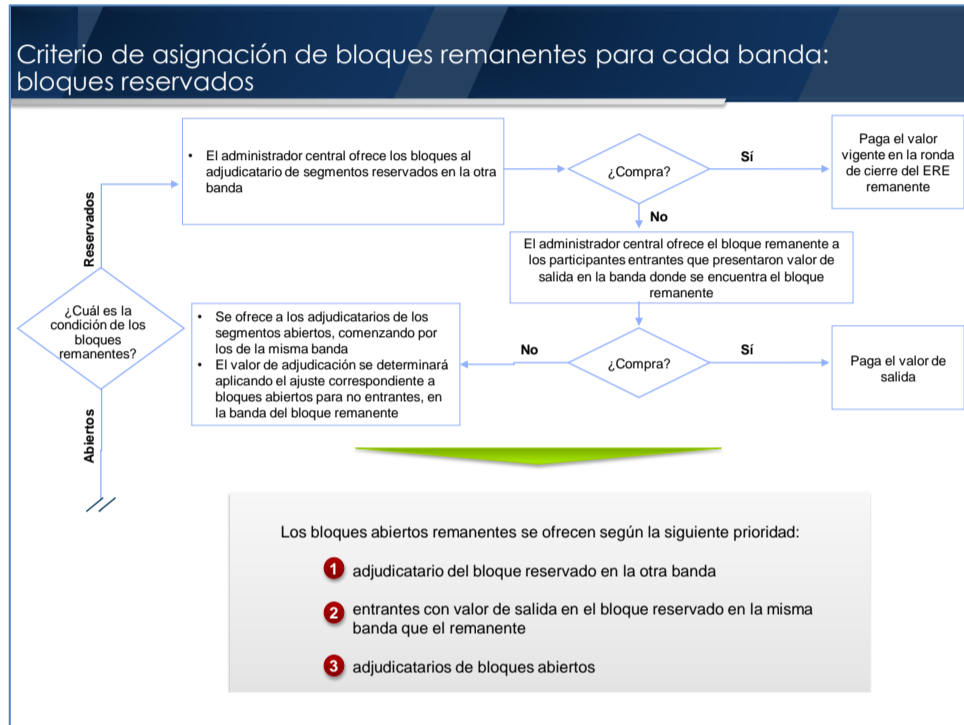 Criterio de asignación de bloques remanentes para cada banda:
bloques reservados
• El administrador central ofrece los bloques al
adjudicatario de segmentos reservados en la otra
banda
¿Compra?
Sí
Paga el valor
vigente en la ronda
de cierre del ERE
remanente
No
Reservados
El administrador central ofrece el bloque remanente a
los participantes entrantes que presentaron valor de
salida en la banda donde se encuentra el bloque
remanente
¿Cuál es la
condición de los
bloques
remanentes?
• Se ofrece a los adjudicatarios de los
segmentos abiertos, comenzando por
los de la misma banda
• El valor de adjudicación se determinará
aplicando el ajuste correspondiente a
bloques abiertos para no entrantes, en
la banda del bloque remanente
No
¿Compra?
Sí
Paga el valor de
salida
Abiertos
Los bloques abiertos remanentes se ofrecen según la siguiente prioridad:
1 adjudicatario del bloque reservado en la otra banda
2 entrantes con valor de salida en el bloque reservado en la misma
banda que el remanente
3 adjudicatarios de bloques abiertos